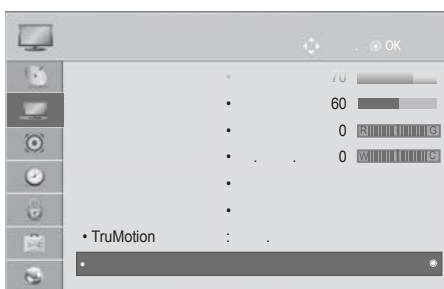 . ◉ OK
• 70
• 60
• 0 R G
• . . 0 W C
•
•
• TruMotion : .
• ◉